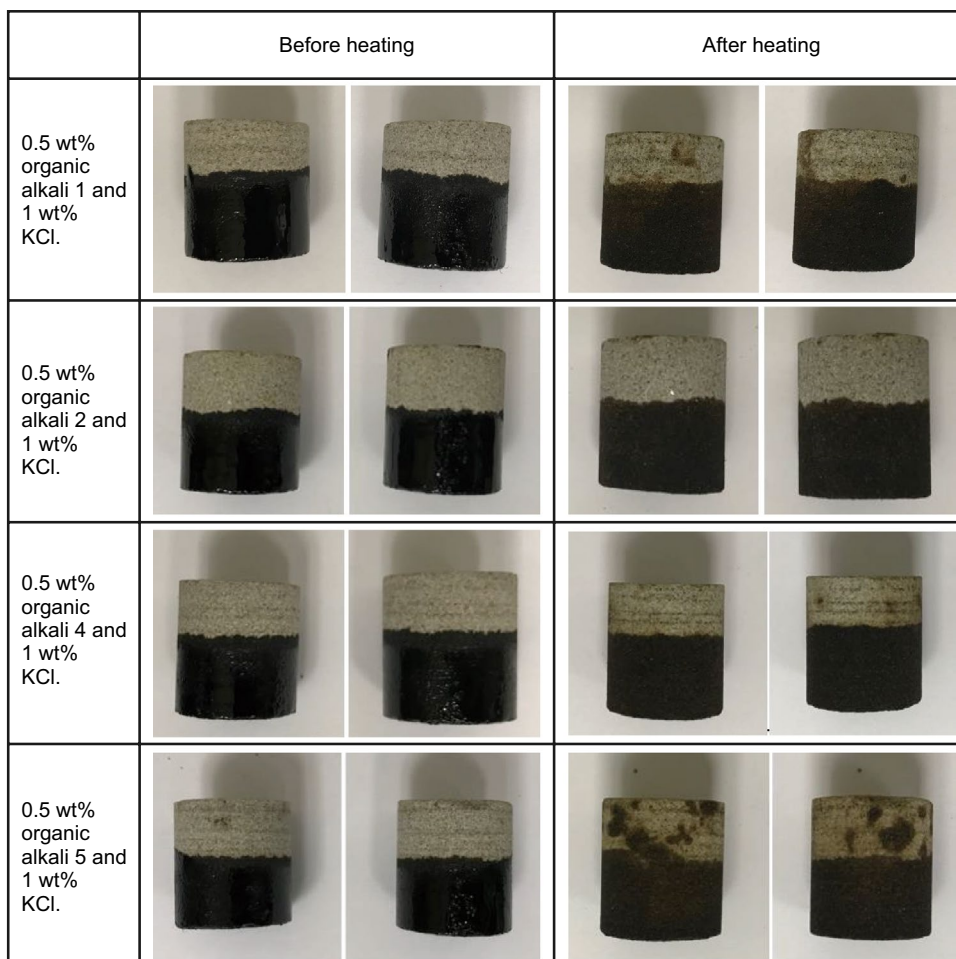 Before heating
After heating
0.5 wt%
organic
alkali 1 and
1 wt%
KCl.
0.5 wt%
organic
alkali 2 and
1 wt%
KCl.
0.5 wt%
organic
alkali 4 and
1 wt%
KCl.
0.5 wt%
organic
alkali 5 and
1 wt%
KCl.